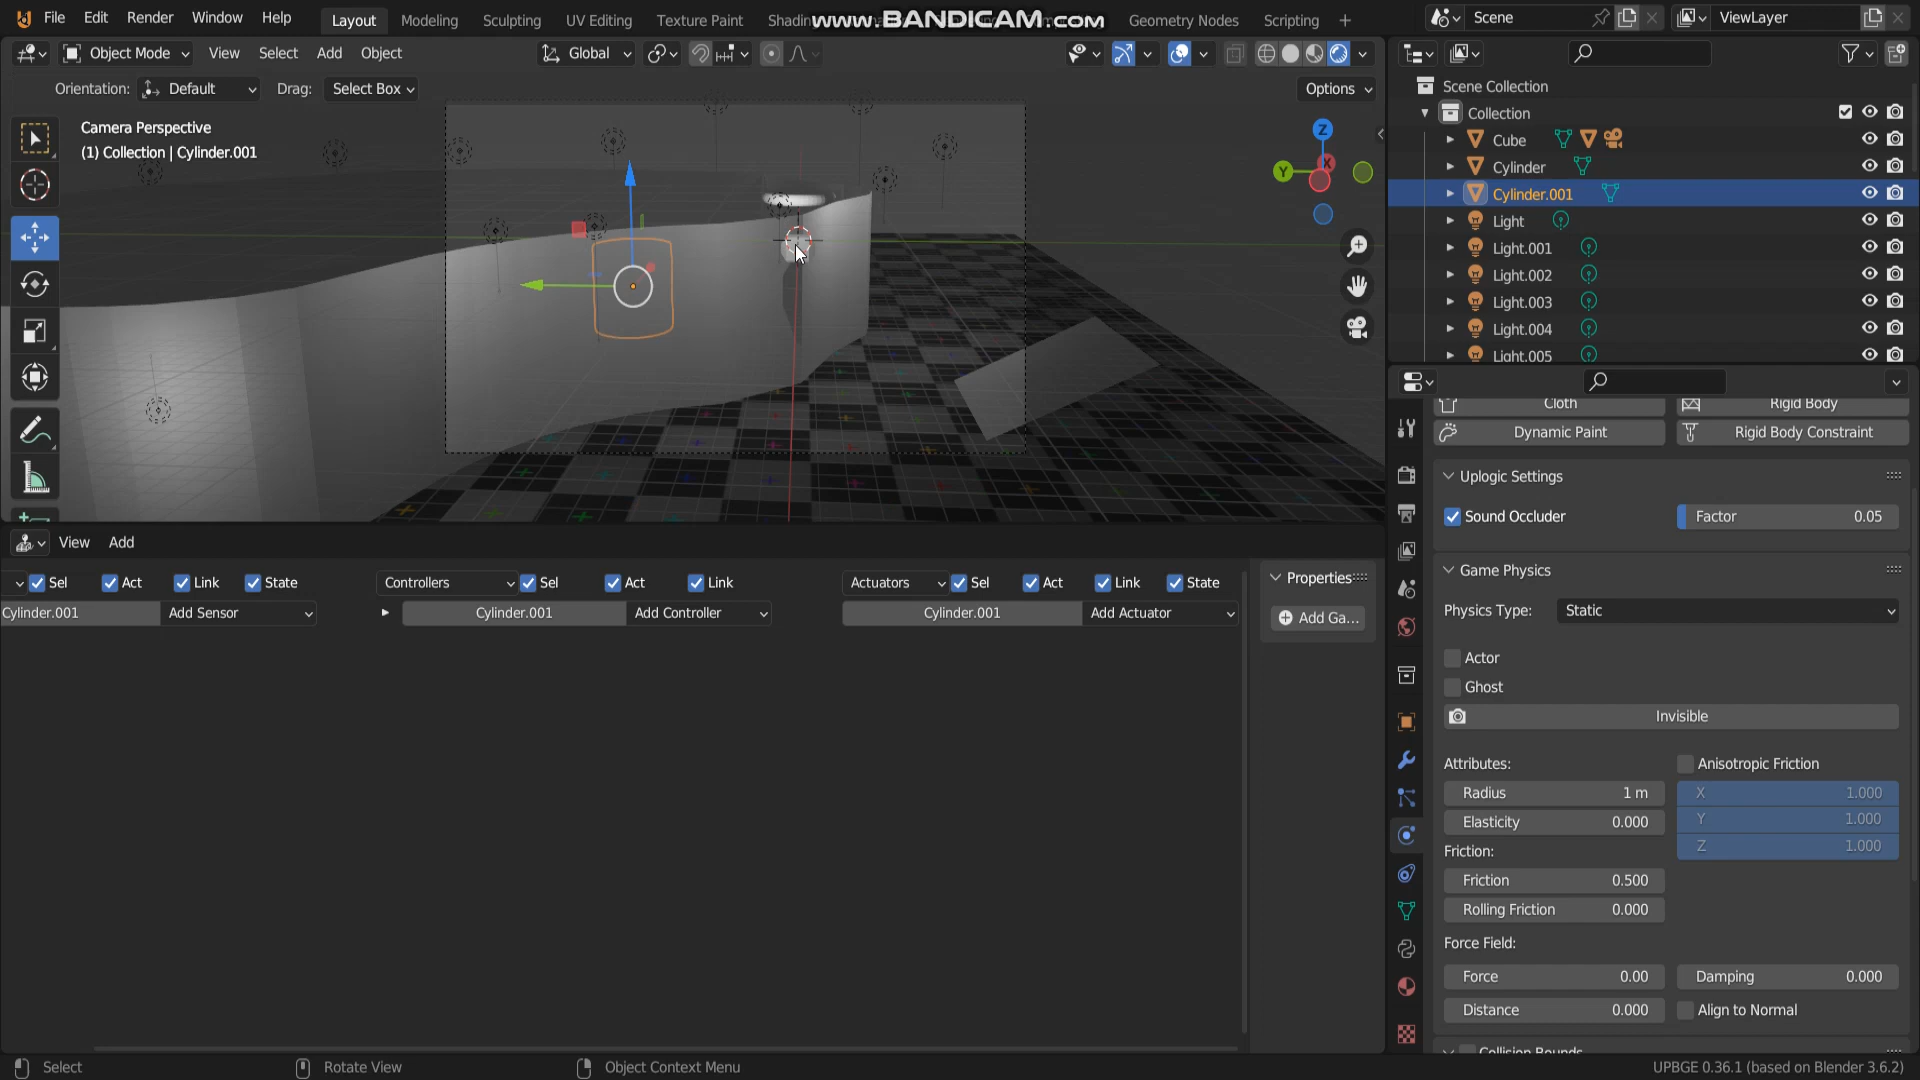 File Edit Render Window Help Layout Modeling Sculpting UV Editing Texture Paint Shadin www.BANDICAM.com Geometry Nodes Scripting + Scene ViewLayer
Object Mode View Select Add Object Global
Orientation: Default Drag: Select Box Options
Camera Perspective
(1) Collection | Cylinder.001
Z
Y
X
Scene Collection
Collection
Cube
Cylinder
Cylinder.001
Light
Light.001
Light.002
Light.003
Light.004
Light.005
View Add
Sel Act Link State Controllers Sel Act Link Actuators Sel Act Link State
Cylinder.001 Add Sensor Cylinder.001 Add Controller Cylinder.001 Add Actuator
Properties
Add Ga...
Cloth Rigid Body
Dynamic Paint Rigid Body Constraint
Uplogic Settings
Sound Occluder Factor 0.05
Game Physics
Physics Type: Static
Actor
Ghost
Invisible
Attributes: Anisotropic Friction
Radius 1 m X 1.000
Elasticity 0.000 Y 1.000
Friction: Z 1.000
Friction 0.500
Rolling Friction 0.000
Force Field:
Force 0.00 Damping 0.000
Distance 0.000 Align to Normal
Collision Bounds
Select Rotate View Object Context Menu UPBGE 0.36.1 (based on Blender 3.6.2)